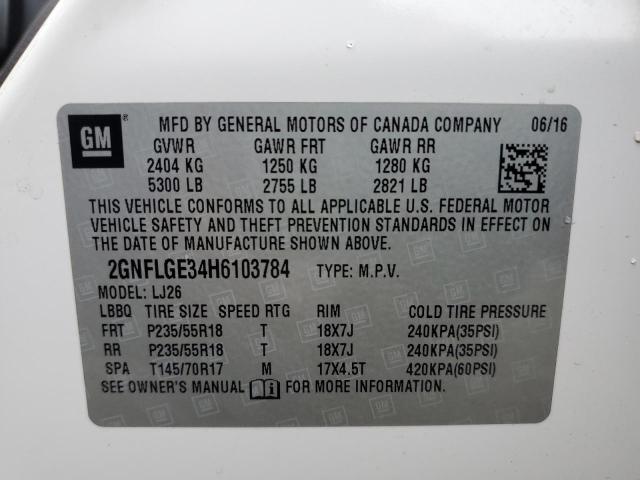 GM ® MFD BY GENERAL MOTORS OF CANADA COMPANY 06/16
GVWR GAWR FRT GAWR RR
2404 KG 1250 KG 1280 KG
5300 LB 2755 LB 2821 LB
THIS VEHICLE CONFORMS TO ALL APPLICABLE U.S. FEDERAL MOTOR
VEHICLE SAFETY AND THEFT PREVENTION STANDARDS IN EFFECT ON
THE DATE OF MANUFACTURE SHOWN ABOVE.
2GNFLGE34H6103784 TYPE: M.P.V.
MODEL: LJ26
LBBQ TIRE SIZE SPEED RTG RIM COLD TIRE PRESSURE
FRT P235/55R18 T 18X7J 240KPA(35PSI)
RR P235/55R18 T 18X7J 240KPA(35PSI)
SPA T145/70R17 M 17X4.5T 420KPA(60PSI)
SEE OWNER'S MANUAL FOR MORE INFORMATION.